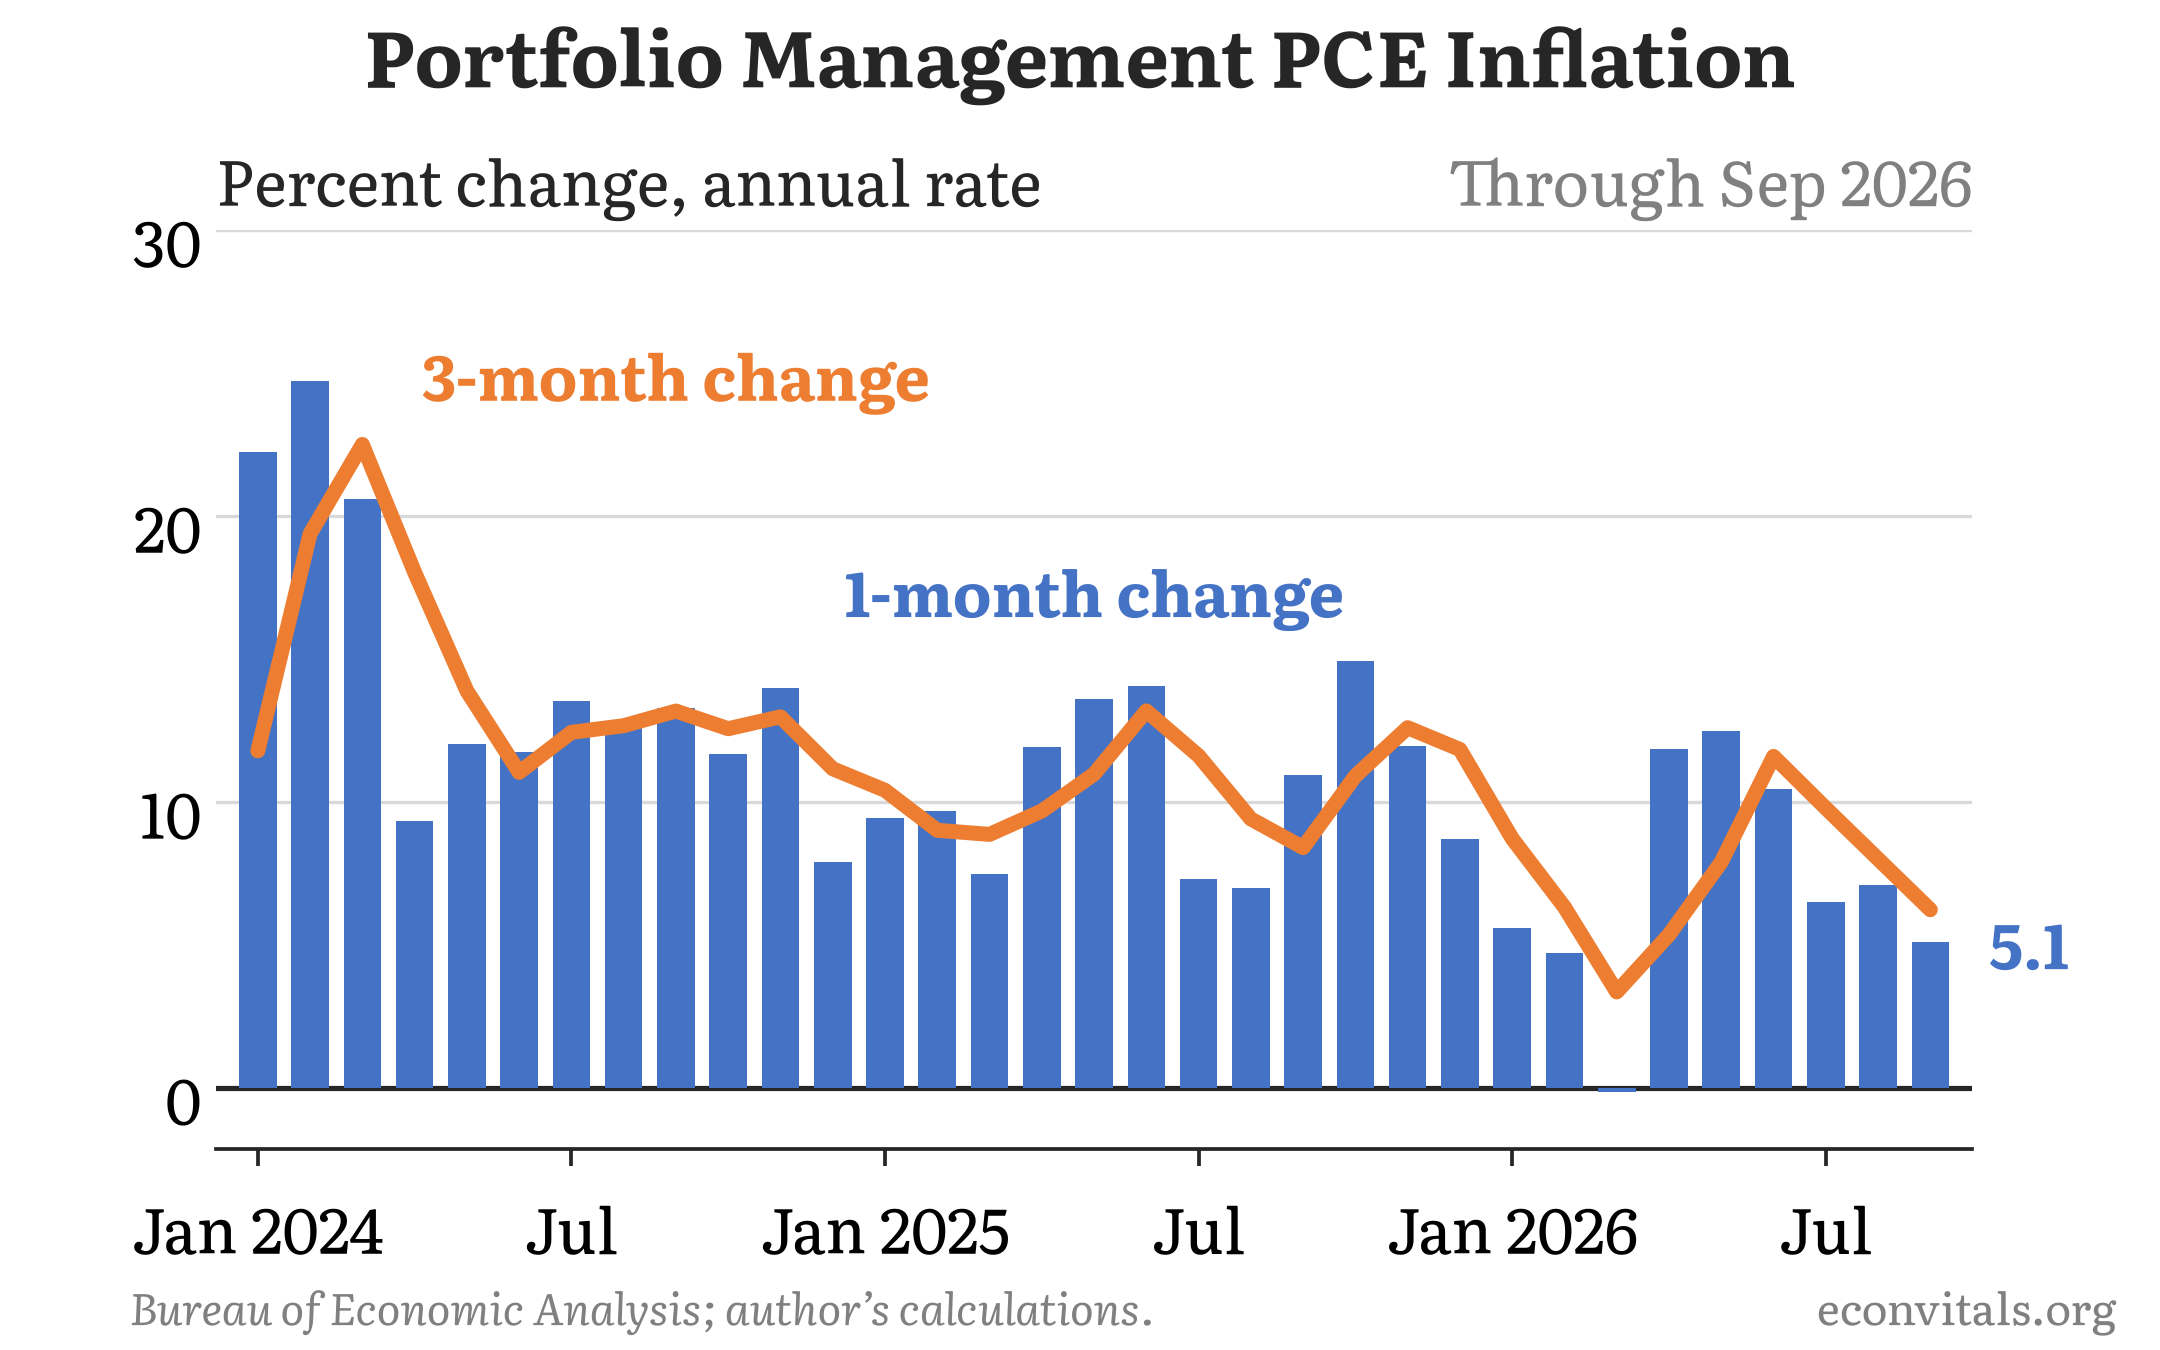 Portfolio Management PCE Inflation
Percent change, annual rate
Through Sep 2026
30
3-month change
20
1-month change
10
5.1
0
Jan 2024
Jul
Jan 2025
Jul
Jan 2026
Jul
Bureau of Economic Analysis; author’s calculations.
econvitals.org